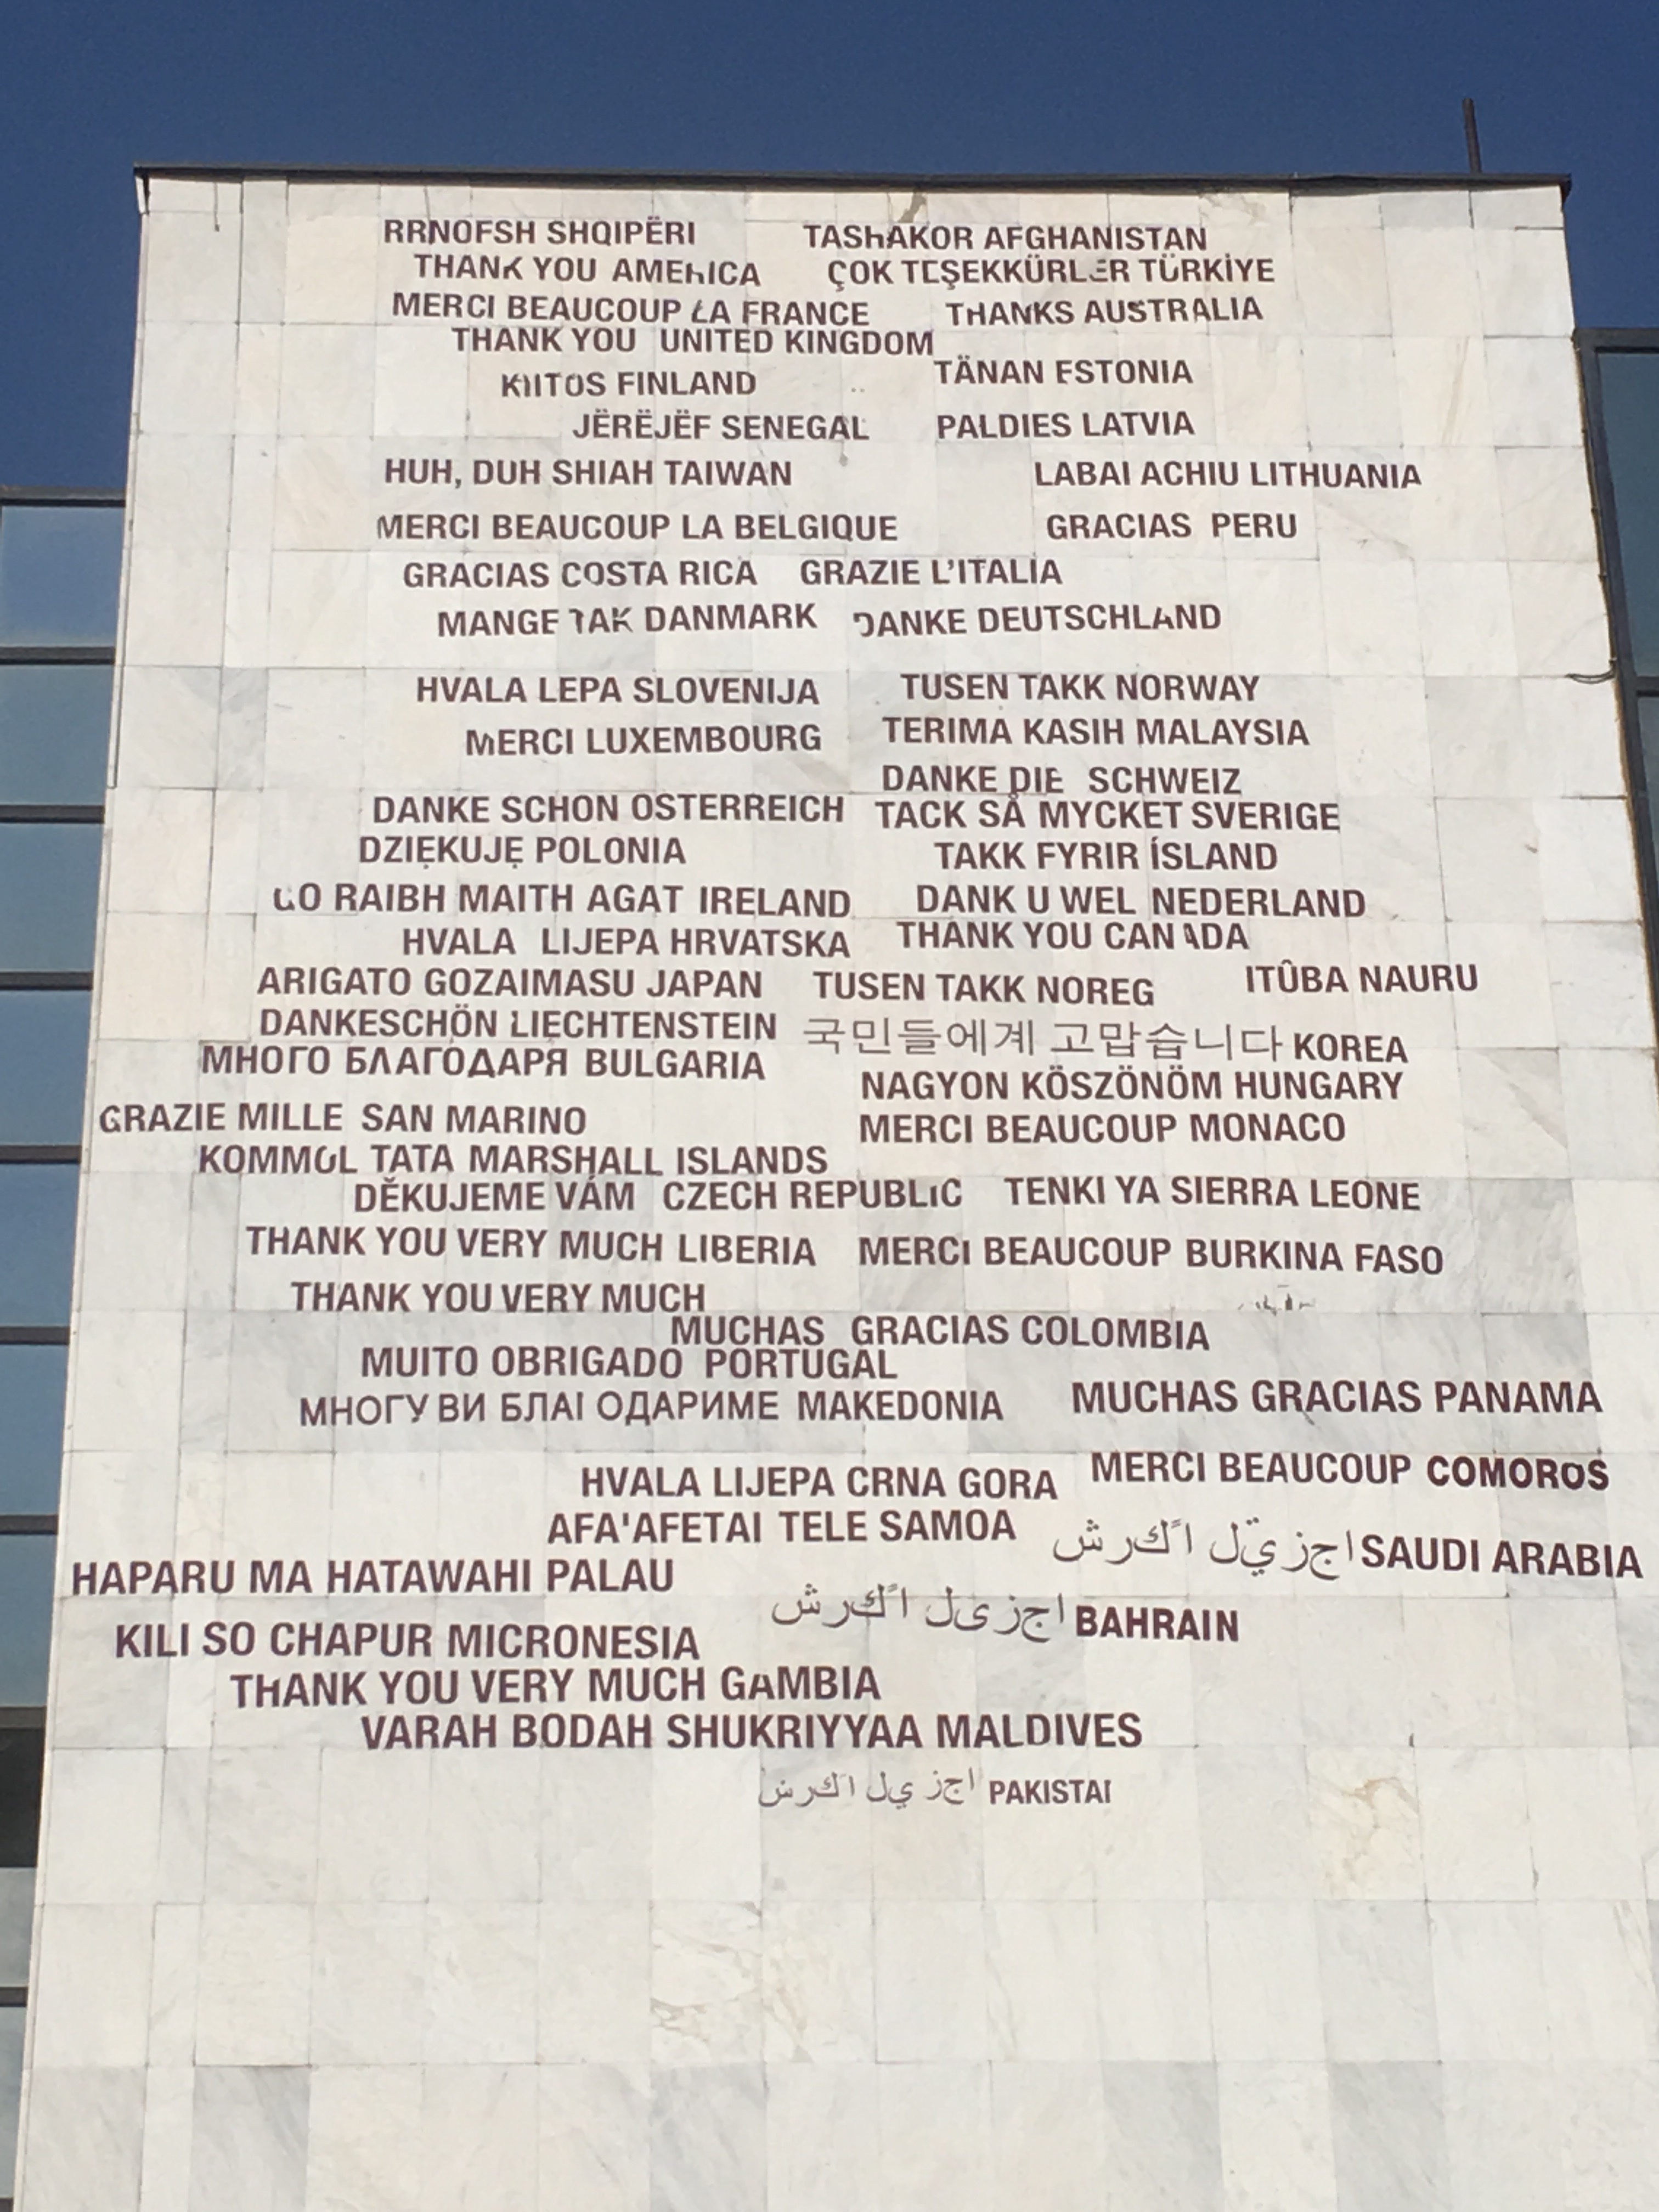 RRNOFSH SHQIPËRI TASHAKOR AFGHANISTAN
THANK YOU AMERICA ÇOK TEŞEKKÜRLER TÜRKİYE
MERCI BEAUCOUP LA FRANCE THANKS AUSTRALIA
THANK YOU UNITED KINGDOM
KIITOS FINLAND TÄNAN ESTONIA
JËRËJËF SENEGAL PALDIES LATVIA
HUH, DUH SHIAH TAIWAN LABAI ACHIU LITHUANIA
MERCI BEAUCOUP LA BELGIQUE GRACIAS PERU
GRACIAS COSTA RICA GRAZIE L'ITALIA
MANGE TAK DANMARK DANKE DEUTSCHLAND
HVALA LEPA SLOVENIJA TUSEN TAKK NORWAY
MERCI LUXEMBOURG TERIMA KASIH MALAYSIA
DANKE DIE SCHWEIZ
DANKE SCHON OSTERREICH TACK SÅ MYCKET SVERIGE
DZIĘKUJĘ POLONIA TAKK FYRIR ÍSLAND
GO RAIBH MAITH AGAT IRELAND DANK U WEL NEDERLAND
HVALA LIJEPA HRVATSKA THANK YOU CANADA
ARIGATO GOZAIMASU JAPAN TUSEN TAKK NOREG ITÛBA NAURU
DANKESCHÖN LIECHTENSTEIN 국민들에게 고맙습니다 KOREA
МНОГО БЛАГОДАРЯ BULGARIA NAGYON KÖSZÖNÖM HUNGARY
GRAZIE MILLE SAN MARINO MERCI BEAUCOUP MONACO
KOMMOL TATA MARSHALL ISLANDS
DĚKUJEME VÁM CZECH REPUBLIC TENKI YA SIERRA LEONE
THANK YOU VERY MUCH LIBERIA MERCI BEAUCOUP BURKINA FASO
THANK YOU VERY MUCH
MUCHAS GRACIAS COLOMBIA
MUITO OBRIGADO PORTUGAL
МНОГУ ВИ БЛАГОДАРИМЕ MAKEDONIA MUCHAS GRACIAS PANAMA
HVALA LIJEPA CRNA GORA MERCI BEAUCOUP COMOROS
AFA'AFETAI TELE SAMOA ش ر ك اً ل يّ ز ج ا SAUDI ARABIA
HAPARU MA HATAWAHI PALAU ش ر ك اً ل ى ز ج ا BAHRAIN
KILI SO CHAPUR MICRONESIA
THANK YOU VERY MUCH GAMBIA
VARAH BODAH SHUKRIYYAA MALDIVES
ش ر ك ا ل ي ز ج ا PAKISTAI